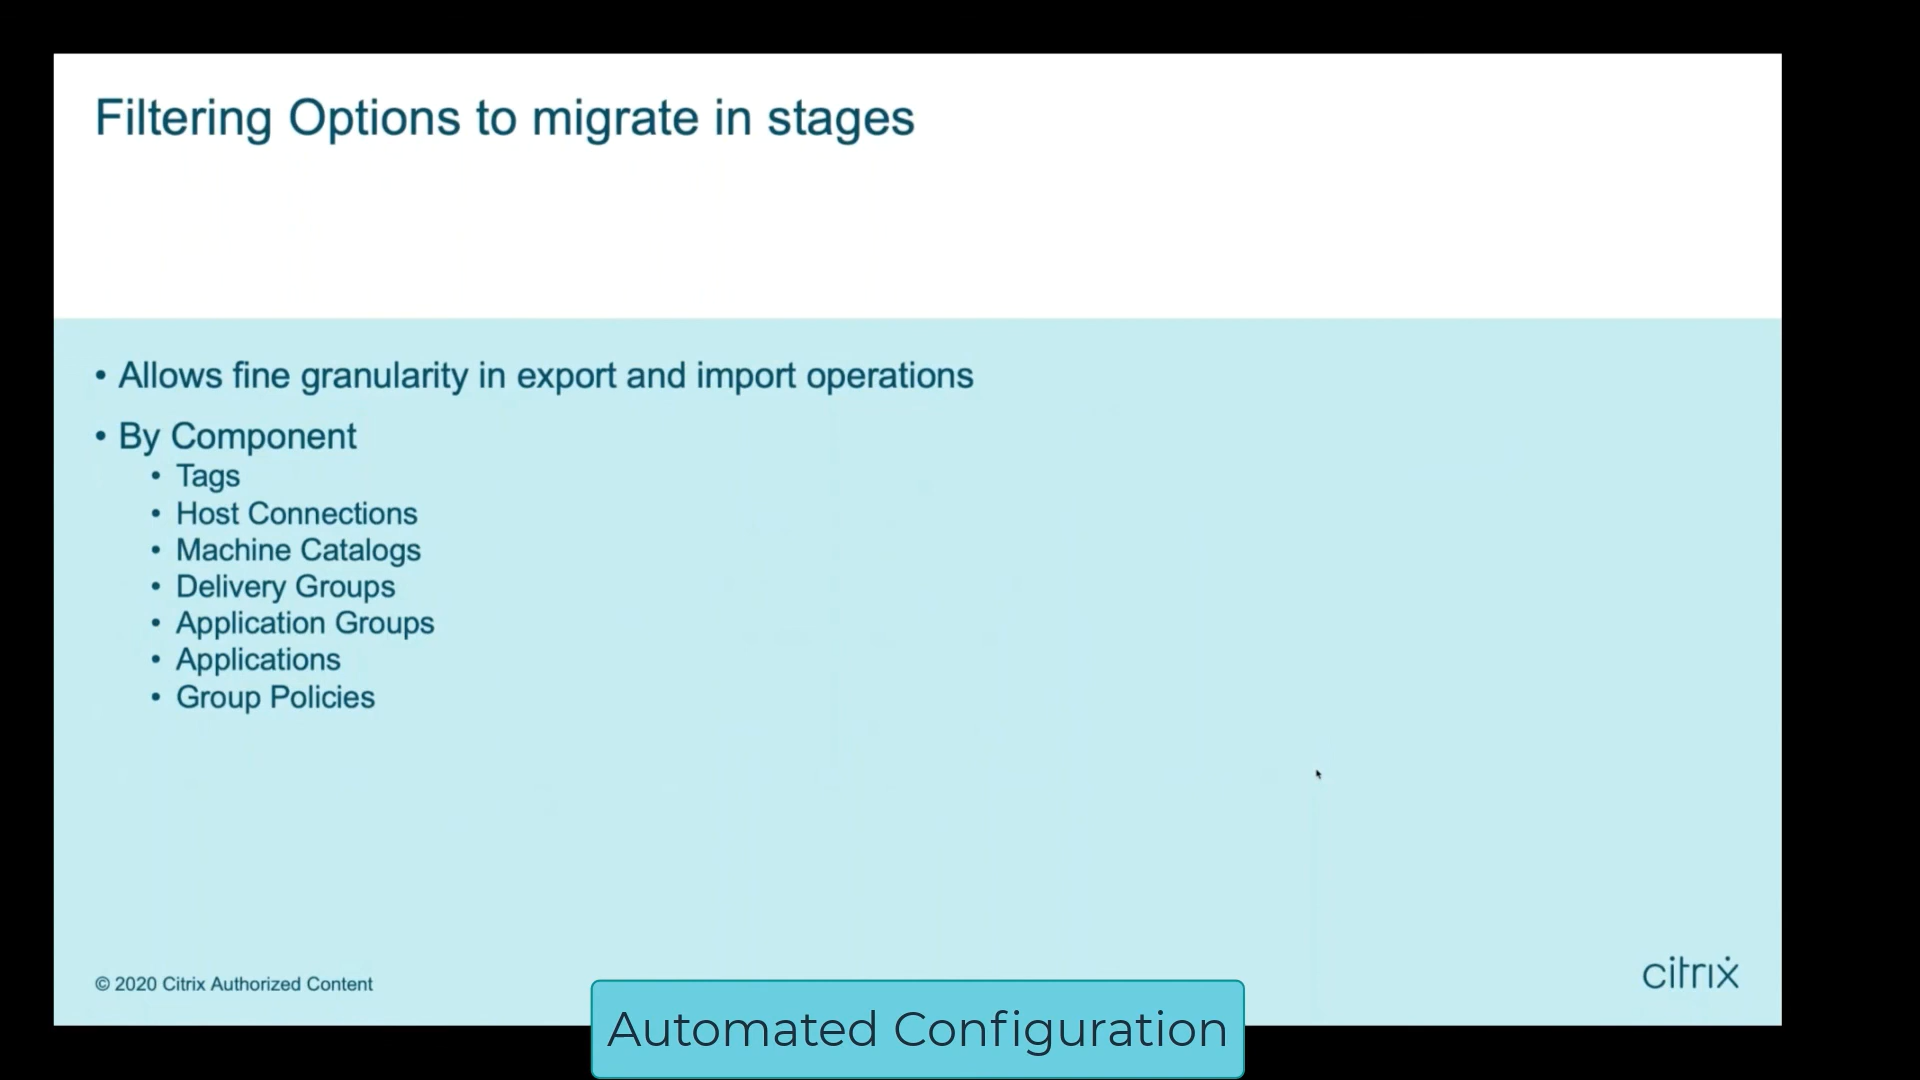 Filtering Options to migrate in stages
• Allows fine granularity in export and import operations
• By Component
• Tags
• Host Connections
• Machine Catalogs
• Delivery Groups
• Application Groups
• Applications
• Group Policies
© 2020 Citrix Authorized Content
citrix
Automated Configuration